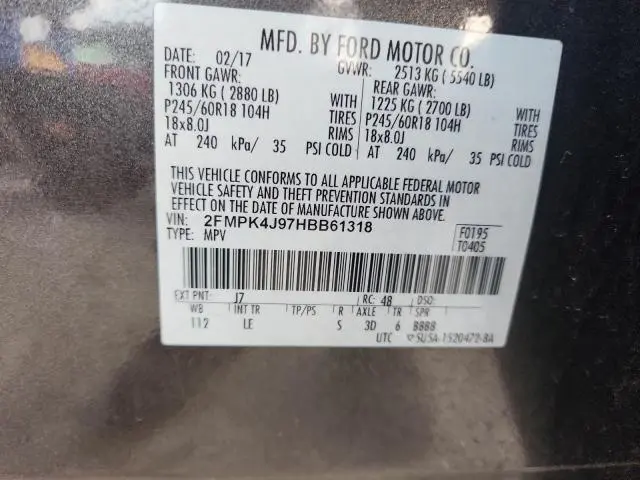 MFD. BY FORD MOTOR CO.
DATE: 02/17 GVWR: 2513 KG ( 5540 LB)
FRONT GAWR: REAR GAWR:
1306 KG ( 2880 LB) WITH 1225 KG ( 2700 LB) WITH
P245/60R18 104H TIRES P245/60R18 104H TIRES
18x8.0J RIMS 18x8.0J RIMS
AT 240 kPa/ 35 PSI COLD AT 240 kPa/ 35 PSI COLD
THIS VEHICLE CONFORMS TO ALL APPLICABLE FEDERAL MOTOR
VEHICLE SAFETY AND THEFT PREVENTION STANDARDS IN
EFFECT ON THE DATE OF MANUFACTURE SHOWN ABOVE.
VIN: 2FMPK4J97HBB61318 F0195
TYPE: MPV T0405
EXT PNT: J7 RC: 48 DSO:
WB INT TR TP/PS R AXLE TR SPR
112 LE S 3D 6 BBBB
UTC ▽5U5A-1520472-BA